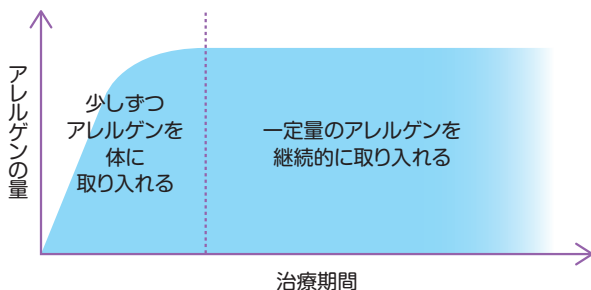 アレルゲンの量
少しずつ
アレルゲンを
体に
取り入れる
一定量のアレルゲンを
継続的に取り入れる
治療期間